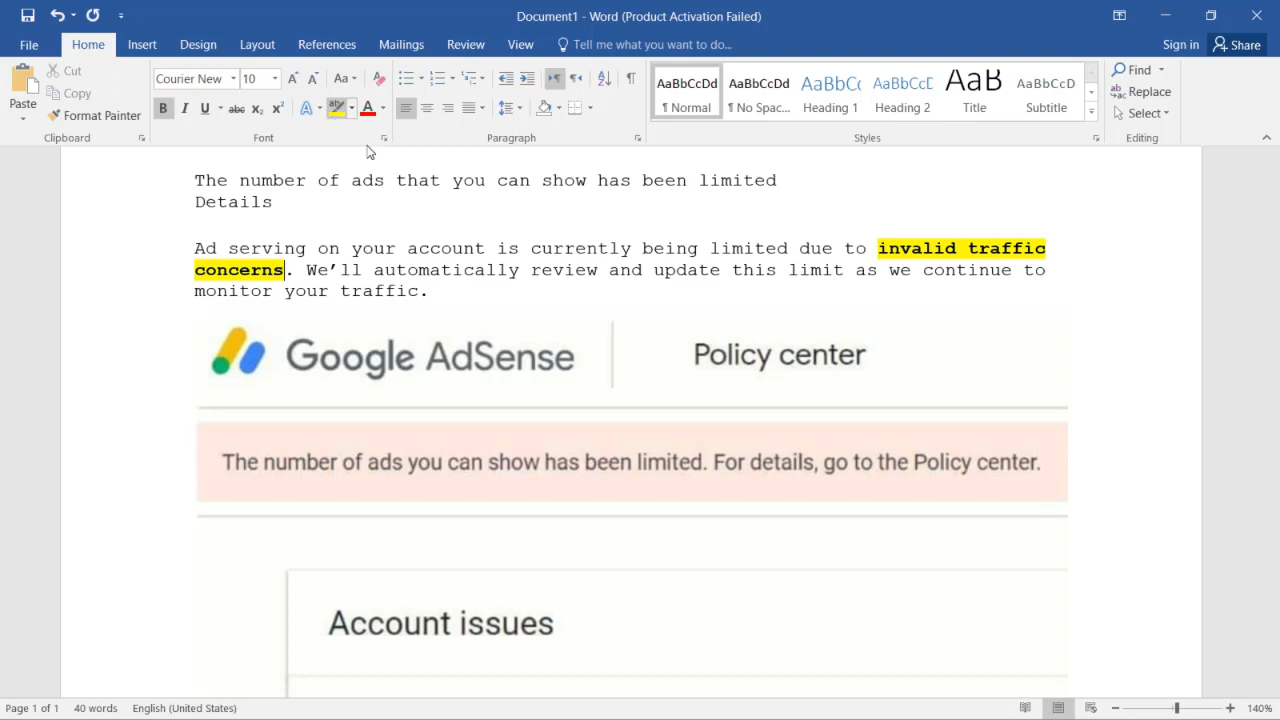 Document1 - Word (Product Activation Failed)
File Home Insert Design Layout References Mailings Review View Tell me what you want to do... Sign in Share
Paste
Cut
Copy
Format Painter
Clipboard
Courier New 10
Font
Paragraph
AaBbCcDd AaBbCcDd AaBbCc AaBbCcD AaB AaBbCcD
¶ Normal ¶ No Spac... Heading 1 Heading 2 Title Subtitle
Styles
Find
Replace
Select
Editing
The number of ads that you can show has been limited
Details
Ad serving on your account is currently being limited due to invalid traffic
concerns. We’ll automatically review and update this limit as we continue to
monitor your traffic.
Google AdSense Policy center
The number of ads you can show has been limited. For details, go to the Policy center.
Account issues
Page 1 of 1 40 words English (United States) 140%